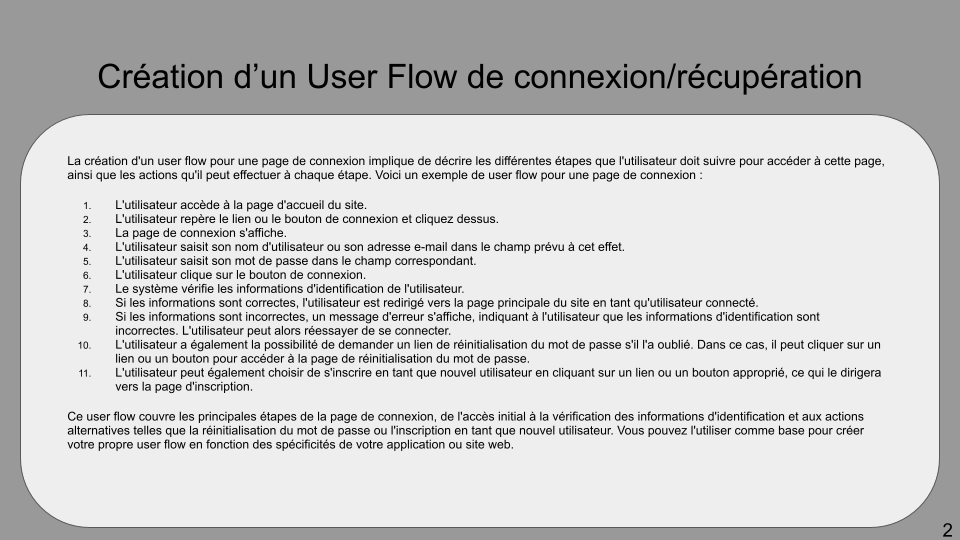 Création d’un User Flow de connexion/récupération
La création d'un user flow pour une page de connexion implique de décrire les différentes étapes que l'utilisateur doit suivre pour accéder à cette page,
ainsi que les actions qu'il peut effectuer à chaque étape. Voici un exemple de user flow pour une page de connexion :
1. L'utilisateur accède à la page d'accueil du site.
2. L'utilisateur repère le lien ou le bouton de connexion et cliquez dessus.
3. La page de connexion s'affiche.
4. L'utilisateur saisit son nom d'utilisateur ou son adresse e-mail dans le champ prévu à cet effet.
5. L'utilisateur saisit son mot de passe dans le champ correspondant.
6. L'utilisateur clique sur le bouton de connexion.
7. Le système vérifie les informations d'identification de l'utilisateur.
8. Si les informations sont correctes, l'utilisateur est redirigé vers la page principale du site en tant qu'utilisateur connecté.
9. Si les informations sont incorrectes, un message d'erreur s'affiche, indiquant à l'utilisateur que les informations d'identification sont
incorrectes. L'utilisateur peut alors réessayer de se connecter.
10. L'utilisateur a également la possibilité de demander un lien de réinitialisation du mot de passe s'il l'a oublié. Dans ce cas, il peut cliquer sur un
lien ou un bouton pour accéder à la page de réinitialisation du mot de passe.
11. L'utilisateur peut également choisir de s'inscrire en tant que nouvel utilisateur en cliquant sur un lien ou un bouton approprié, ce qui le dirigera
vers la page d'inscription.
Ce user flow couvre les principales étapes de la page de connexion, de l'accès initial à la vérification des informations d'identification et aux actions
alternatives telles que la réinitialisation du mot de passe ou l'inscription en tant que nouvel utilisateur. Vous pouvez l'utiliser comme base pour créer
votre propre user flow en fonction des spécificités de votre application ou site web.
2